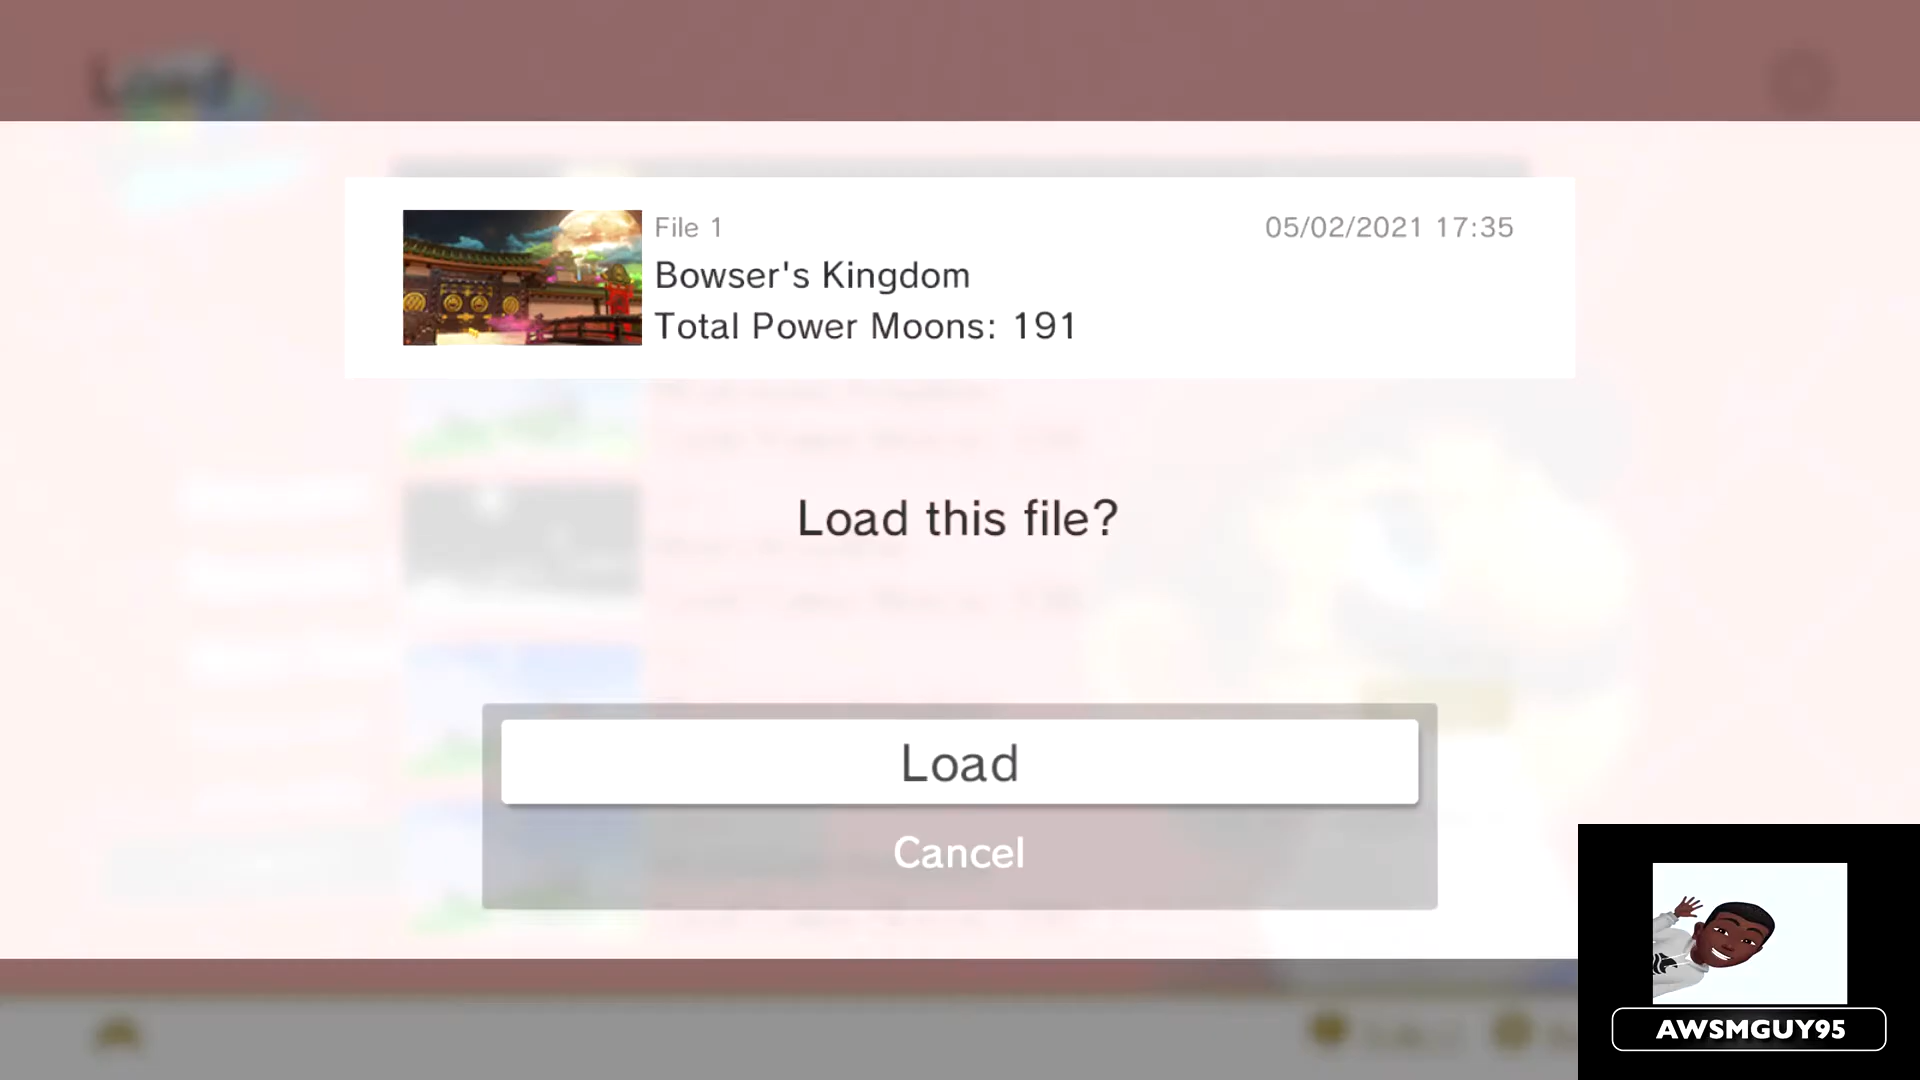 Load
File 1
05/02/2021 17:35
Bowser's Kingdom
Total Power Moons: 191
Load this file?
Load
Cancel
AWSMGUY95